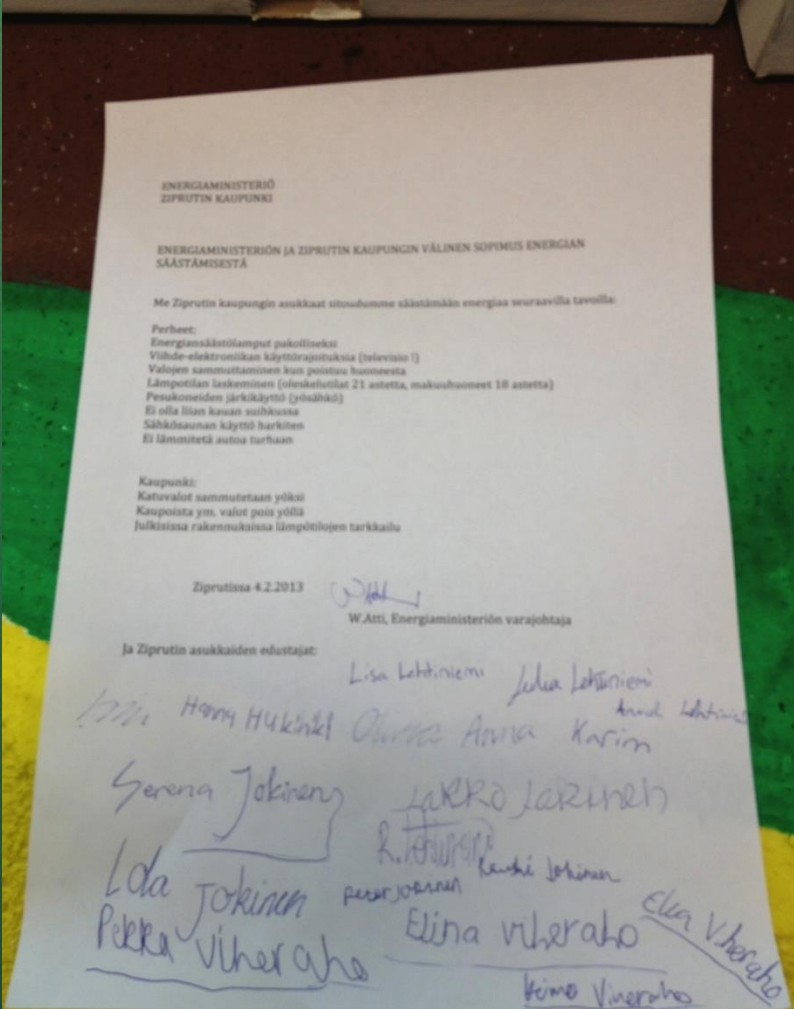 ENERGIAMINISTERIÖ
ZIPRUTIN KAUPUNKI
ENERGIAMINISTERIÖN JA ZIPRUTIN KAUPUNGIN VÄLINEN SOPIMUS ENERGIAN
SÄÄSTÄMISESTÄ
Me Ziprutin kaupungin asukkaat sitoudumme säästämään energiaa seuraavilla tavoilla:
Perheet:
Energiansäästölamput pakolliseksi
Viihde-elektroniikan käyttörajoituksia (televisio !)
Valojen sammuttaminen kun poistuu huoneesta
Lämpotilan laskeminen (oleskelutilat 21 astetta, makuuhuoneet 18 astetta)
Pesukoneiden järkikäyttö (yösähkö)
Ei olla liian kauan suihkussa
Sähkösaunan käyttö harkiten
Ei lämmitetä autoa turhaan
Kaupunki:
Katuvalot sammutetaan yöksi
Kaupoista ym. valot pois yöllä
Julkisissa rakennuksissa lämpötilojen tarkkailu
Ziprutissa 4.2.2013
W.Atti, Energiaministeriön varajohtaja
Ja Ziprutin asukkaiden edustajat:
Lisa Lehtiniemi Julia Lehtiniemi
Anna Karim
Serena Jokinen
Jokinen
Pekka Viheraho Elina Viheraho Viheraho
Viheraho